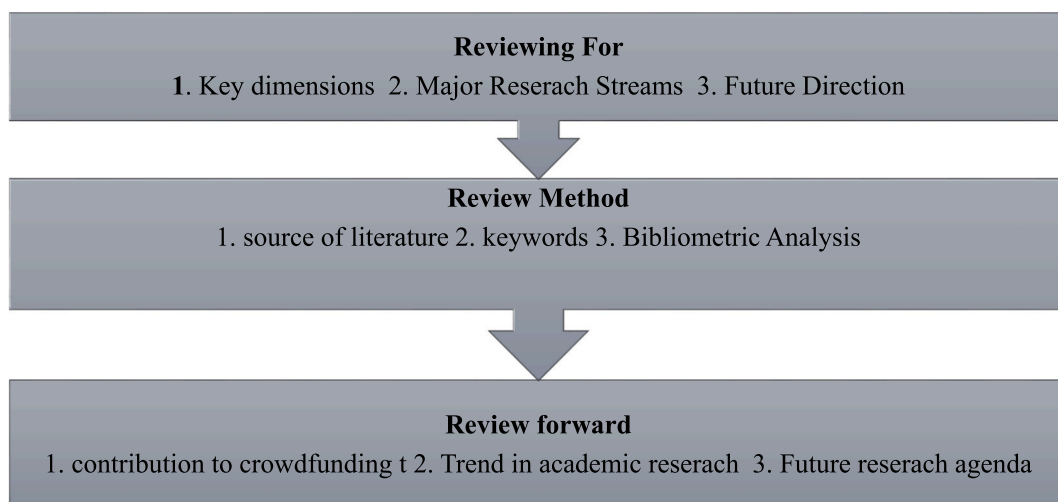 Reviewing For
1. Key dimensions 2. Major Reserach Streams 3. Future Direction
Review Method
1. source of literature 2. keywords 3. Bibliometric Analysis
Review forward
1. contribution to crowdfunding t 2. Trend in academic reserach 3. Future reserach agenda